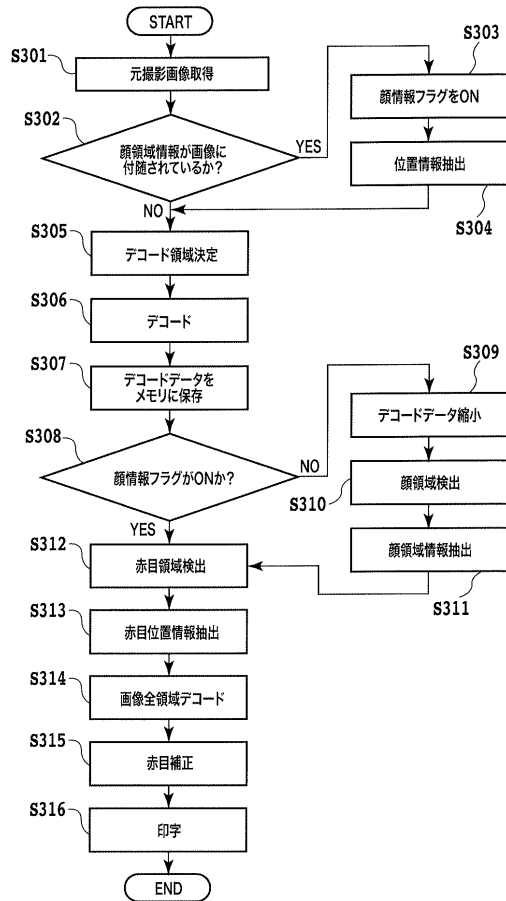 START
S301
元撮影画像取得
S302
顔領域情報が画像に
付随されているか？
YES
S303
顔情報フラグをON
位置情報抽出
S304
NO
S305
デコード領域決定
S306
デコード
S307
デコードデータを
メモリに保存
S308
顔情報フラグがONか？
NO
S309
デコードデータ縮小
S310
顔領域検出
顔領域情報抽出
S311
YES
S312
赤目領域検出
S313
赤目位置情報抽出
S314
画像全領域デコード
S315
赤目補正
S316
印字
END